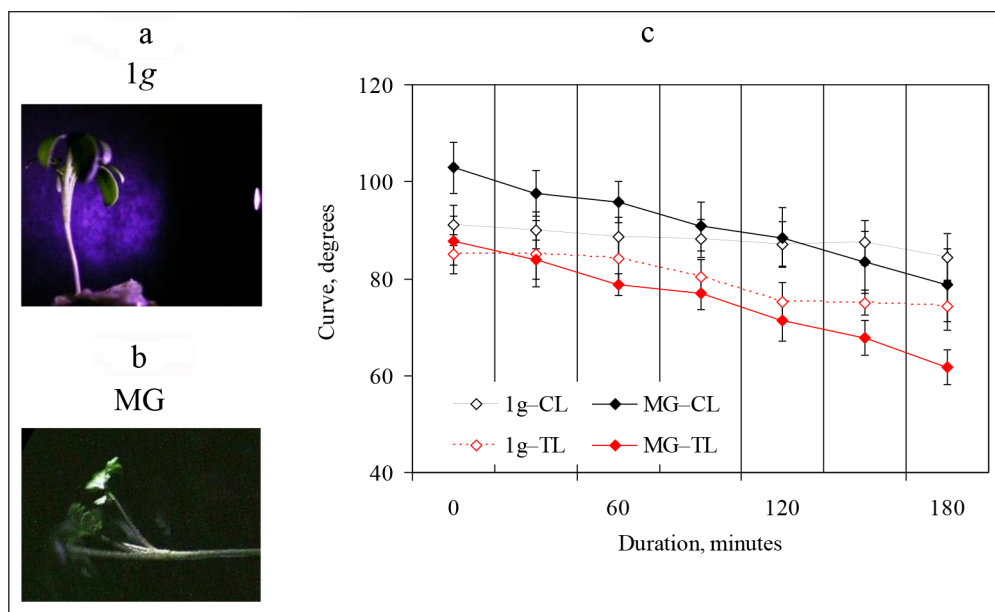 a
1g
b
MG
c
Curve, degrees
120
100
80
60
40
1g–CL
MG–CL
1g–TL
MG–TL
0
60
120
180
Duration, minutes